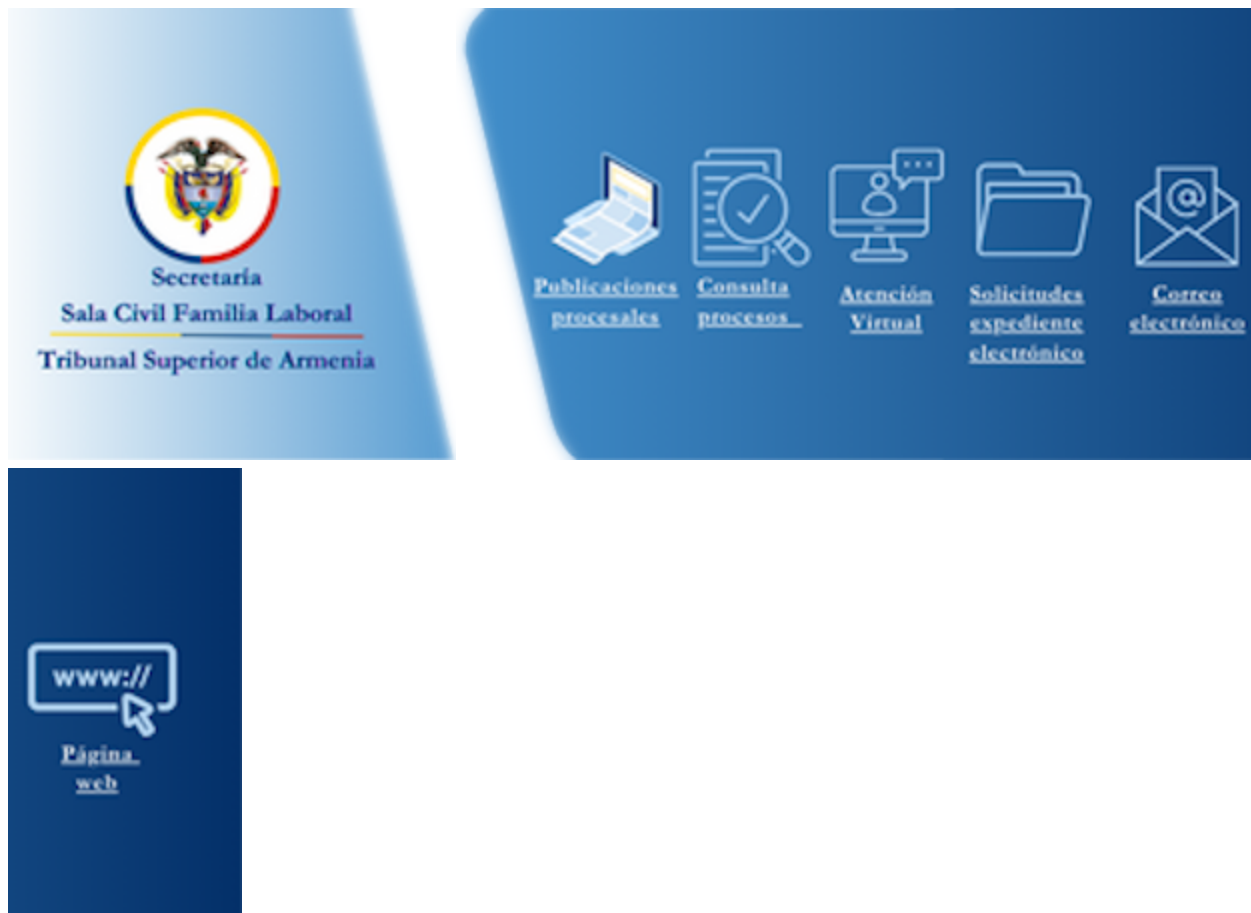 Secretaría
Sala Civil Familia Laboral
Tribunal Superior de Armenia
Publicaciones
procesales
Consulta
procesos
Atención
Virtual
Solicitudes
expediente
electrónico
@
Correo
electrónico
www://
Página
web